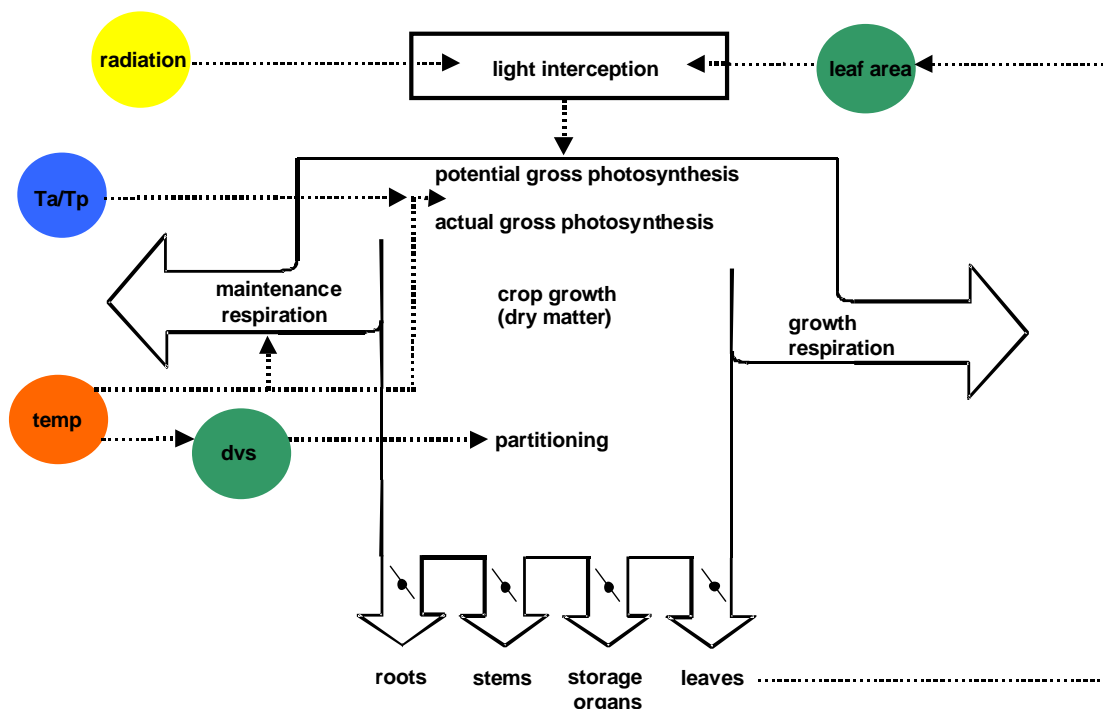 radiation
light interception
leaf area
potential gross photosynthesis
Ta/Tp
actual gross photosynthesis
maintenance
respiration
crop growth
(dry matter)
growth
respiration
temp
dvs
partitioning
roots
stems
storage
organs
leaves